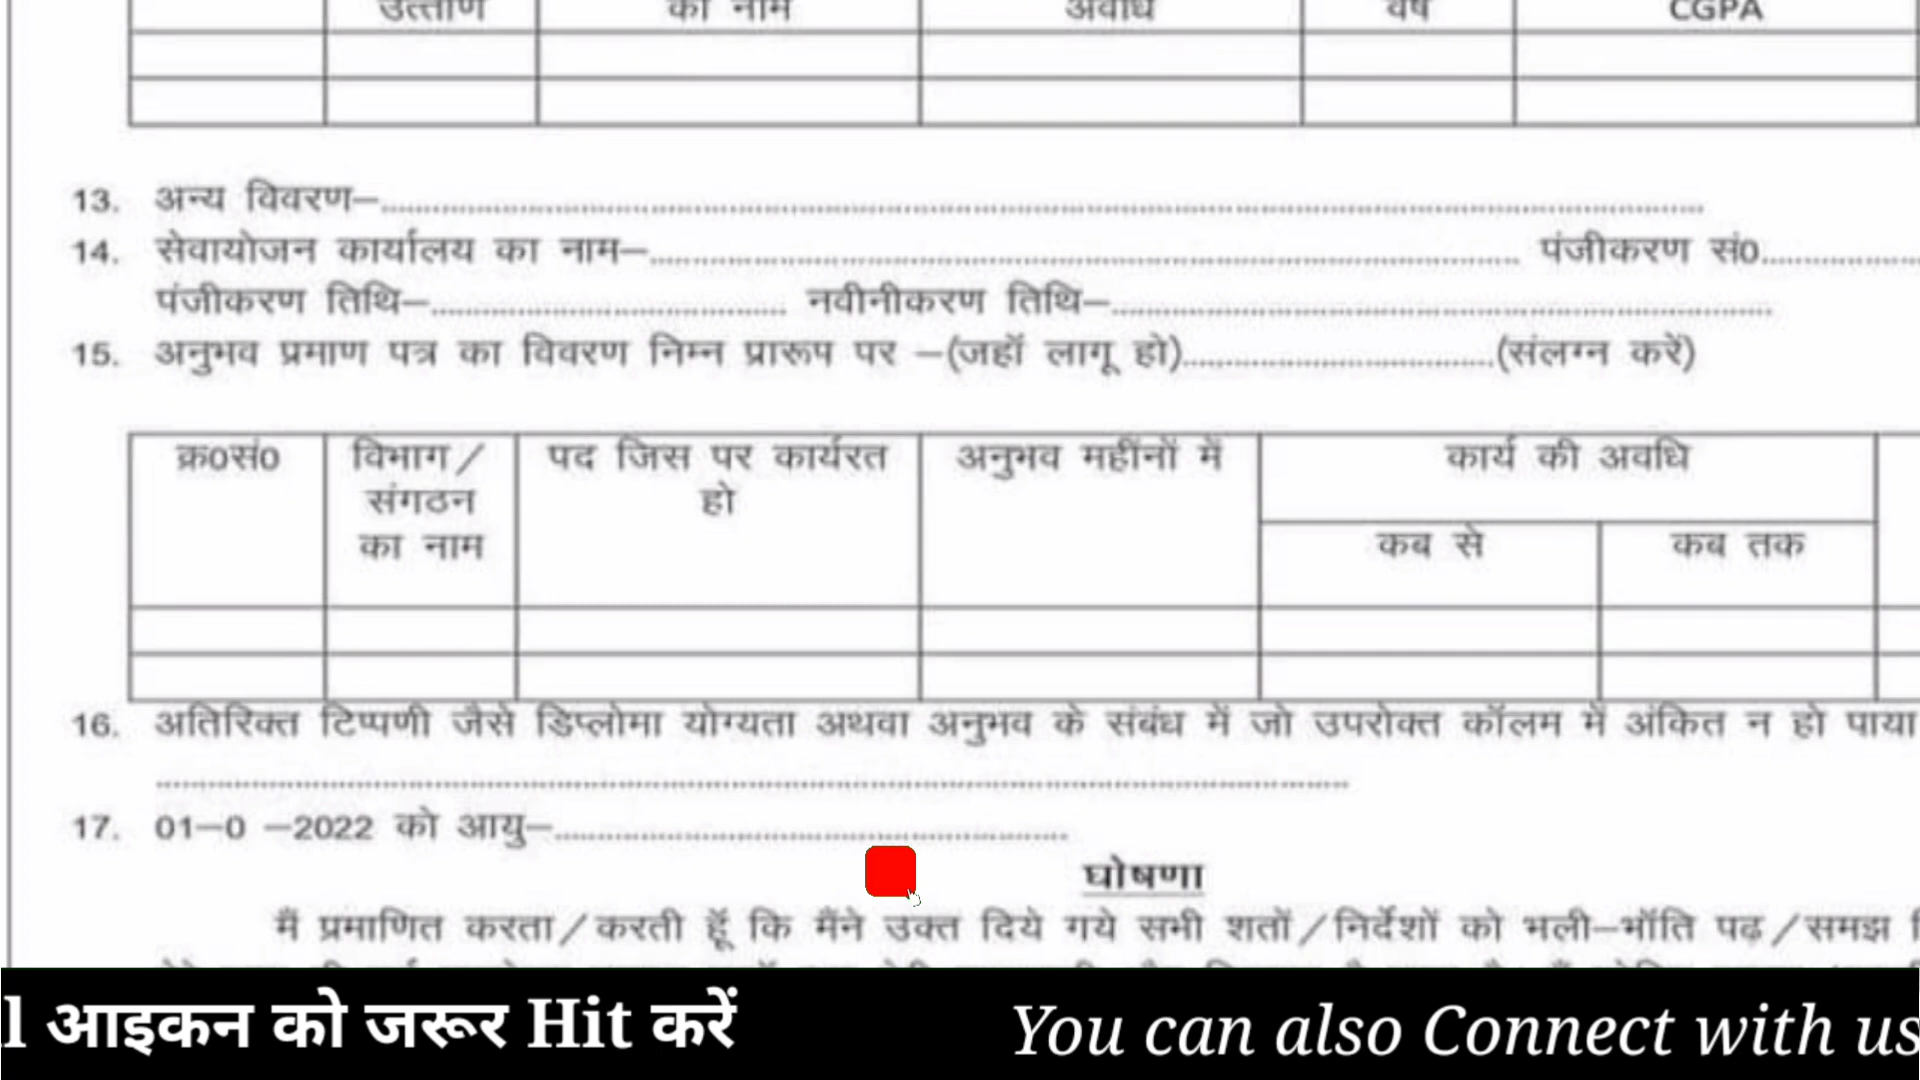 उत्तीर्ण का नाम अवधि वर्ष CGPA
13. अन्य विवरण–
14. सेवायोजन कार्यालय का नाम– पंजीकरण सं0
पंजीकरण तिथि– नवीनीकरण तिथि–
15. अनुभव प्रमाण पत्र का विवरण निम्न प्रारूप पर –(जहाँ लागू हो) (संलग्न करें)
क्र0सं0 विभाग/ पद जिस पर कार्यरत अनुभव महींनों में कार्य की अवधि
संगठन हो
का नाम कब से कब तक
16. अतिरिक्त टिप्पणी जैसे डिप्लोमा योग्यता अथवा अनुभव के संबंध में जो उपरोक्त कॉलम में अंकित न हो पाया
17. 01–0 –2022 को आयु–
घोषणा
मैं प्रमाणित करता/करती हूँ कि मैंने उक्त दिये गये सभी शर्तो/निर्देशों को भली–भाँति पढ़/समझ
l आइकन को जरूर Hit करें You can also Connect with us